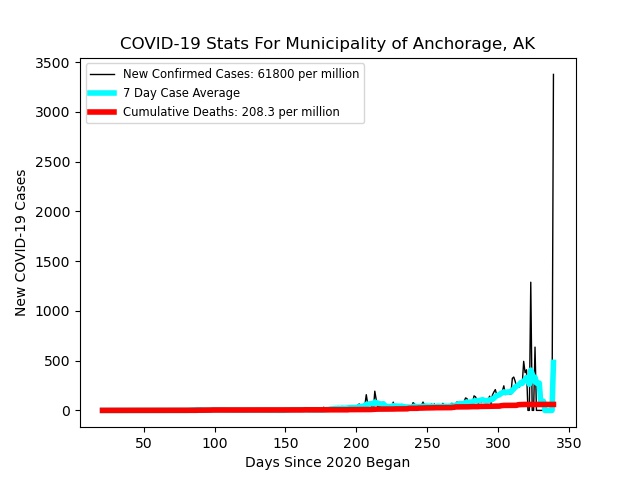 COVID-19 Stats For Municipality of Anchorage, AK
New Confirmed Cases: 61800 per million
7 Day Case Average
Cumulative Deaths: 208.3 per million
New COVID-19 Cases
3500
3000
2500
2000
1500
1000
500
0
50 100 150 200 250 300 350
Days Since 2020 Began